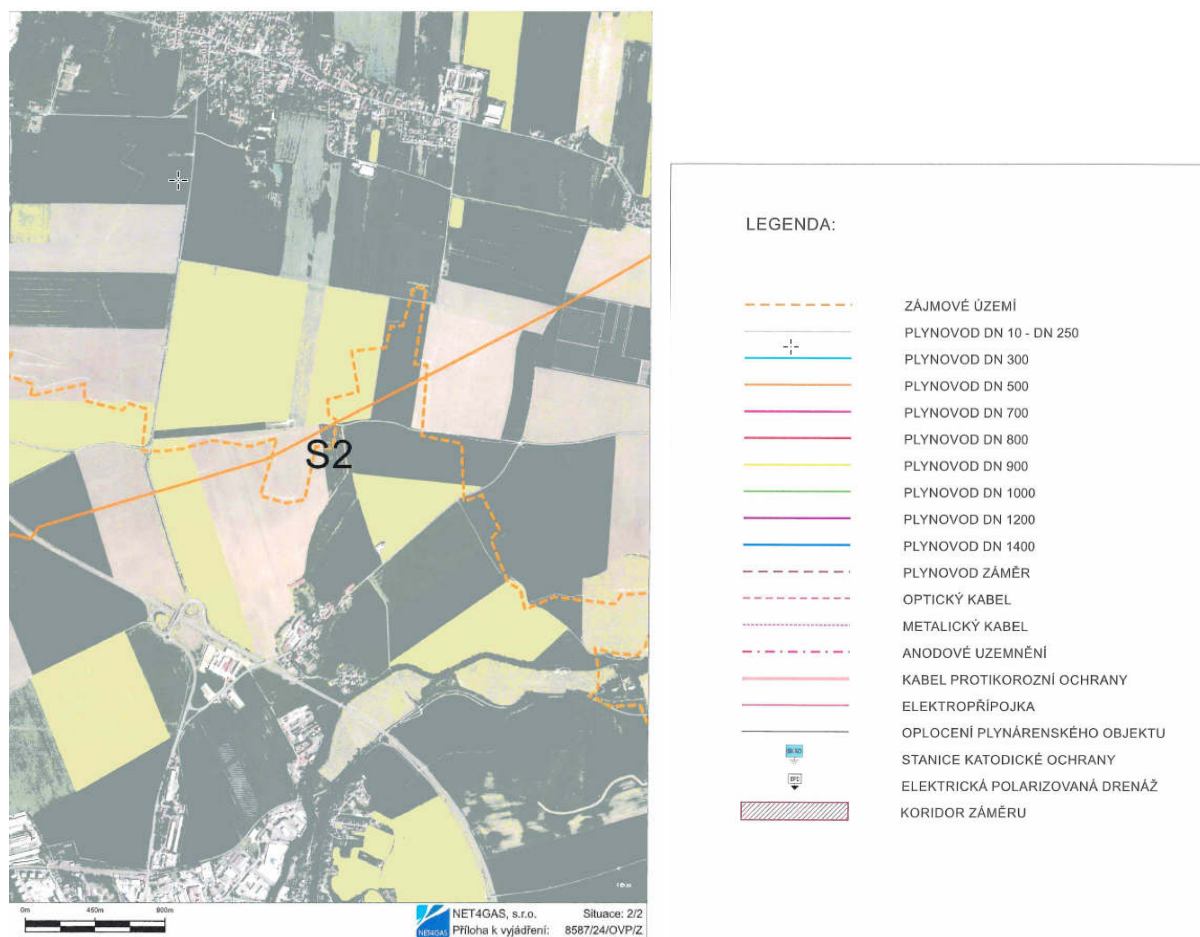 S2
0m 450m 900m
NET4GAS
NET4GAS, s.r.o. Situace: 2/2
Příloha k vyjádření: 8587/24/OVP/Z
LEGENDA:
ZÁJMOVÉ ÚZEMÍ
PLYNOVOD DN 10 - DN 250
PLYNOVOD DN 300
PLYNOVOD DN 500
PLYNOVOD DN 700
PLYNOVOD DN 800
PLYNOVOD DN 900
PLYNOVOD DN 1000
PLYNOVOD DN 1200
PLYNOVOD DN 1400
PLYNOVOD ZÁMĚR
OPTICKÝ KABEL
METALICKÝ KABEL
ANODOVÉ UZEMNĚNÍ
KABEL PROTIKOROZNÍ OCHRANY
ELEKTROPŘÍPOJKA
OPLOCENÍ PLYNÁRENSKÉHO OBJEKTU
STANICE KATODICKÉ OCHRANY
EPD ELEKTRICKÁ POLARIZOVANÁ DRENÁŽ
KORIDOR ZÁMĚRU